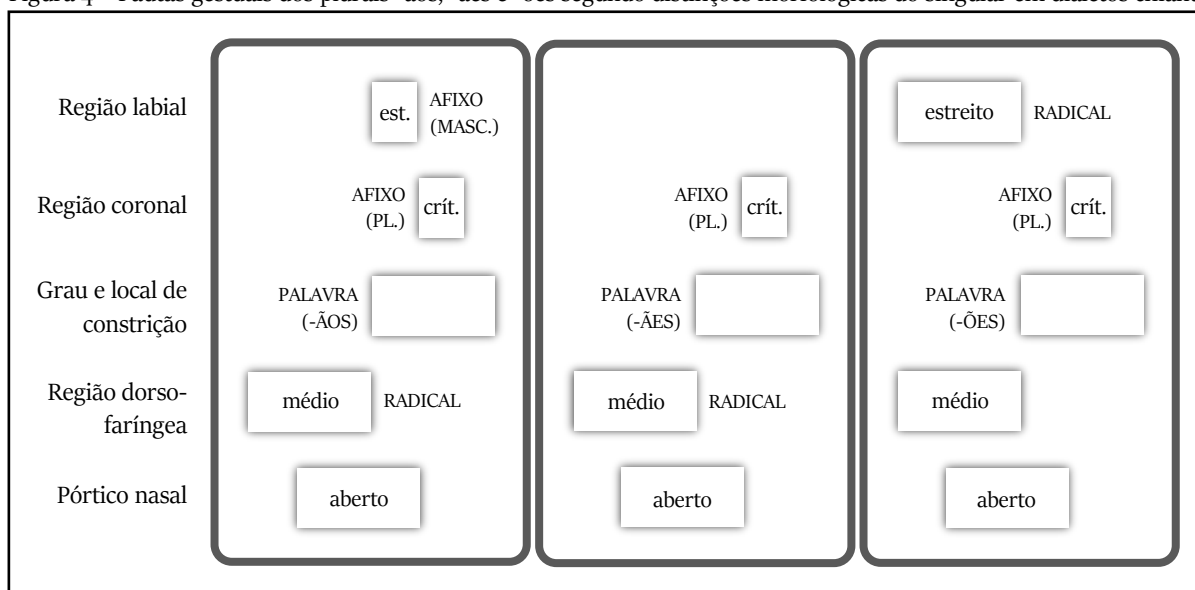 Região labial
est.
AFIXO
(MASC.)
estreito
RADICAL
Região coronal
AFIXO
(PL.)
crít.
AFIXO
(PL.)
crít.
AFIXO
(PL.)
crít.
Grau e local de
constrição
PALAVRA
(-ÃOS)
PALAVRA
(-ÃES)
PALAVRA
(-ÕES)
Região dorso-
faríngea
médio
RADICAL
médio
RADICAL
médio
Pórtico nasal
aberto
aberto
aberto